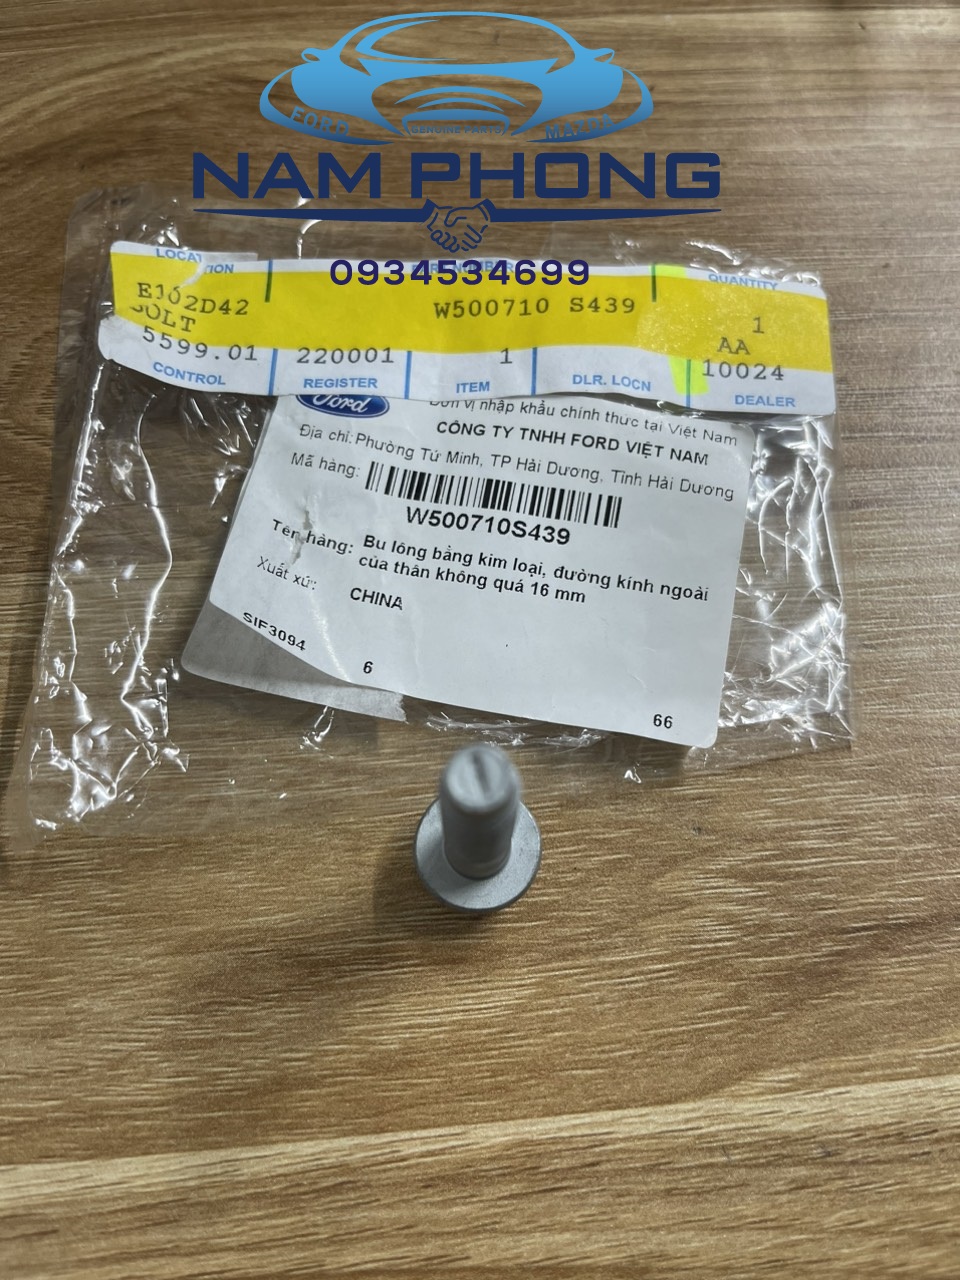 FORD
GENUINE PARTS
MAZDA
NAM PHONG
0934534699
QUANTITY
E102D42
W500710 S439
1
BOLT
AA
5599.01
220001
1
10024
CONTROL
REGISTER
ITEM
DLR. LOCN
DEALER
Ford
Đơn vị nhập khẩu chính thức tại Việt Nam
CÔNG TY TNHH FORD VIỆT NAM
Địa chỉ: Phường Tứ Minh, TP Hải Dương, Tỉnh Hải Dương
Mã hàng:
W500710S439
Tên hàng: Bu lông bằng kim loại, đường kính ngoài
của thân không quá 16 mm
Xuất xứ: CHINA
SIF3094
6
66